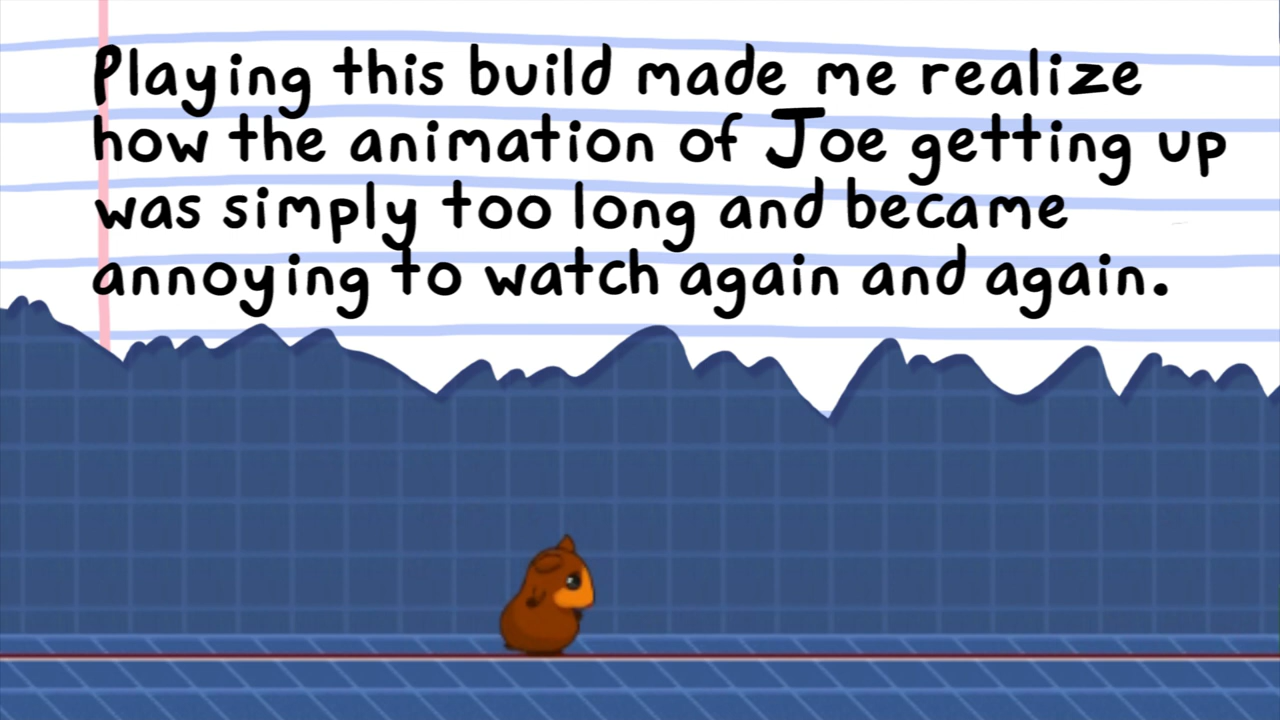 Playing this build made me realize
how the animation of Joe getting up
was simply too long and became
annoying to watch again and again.